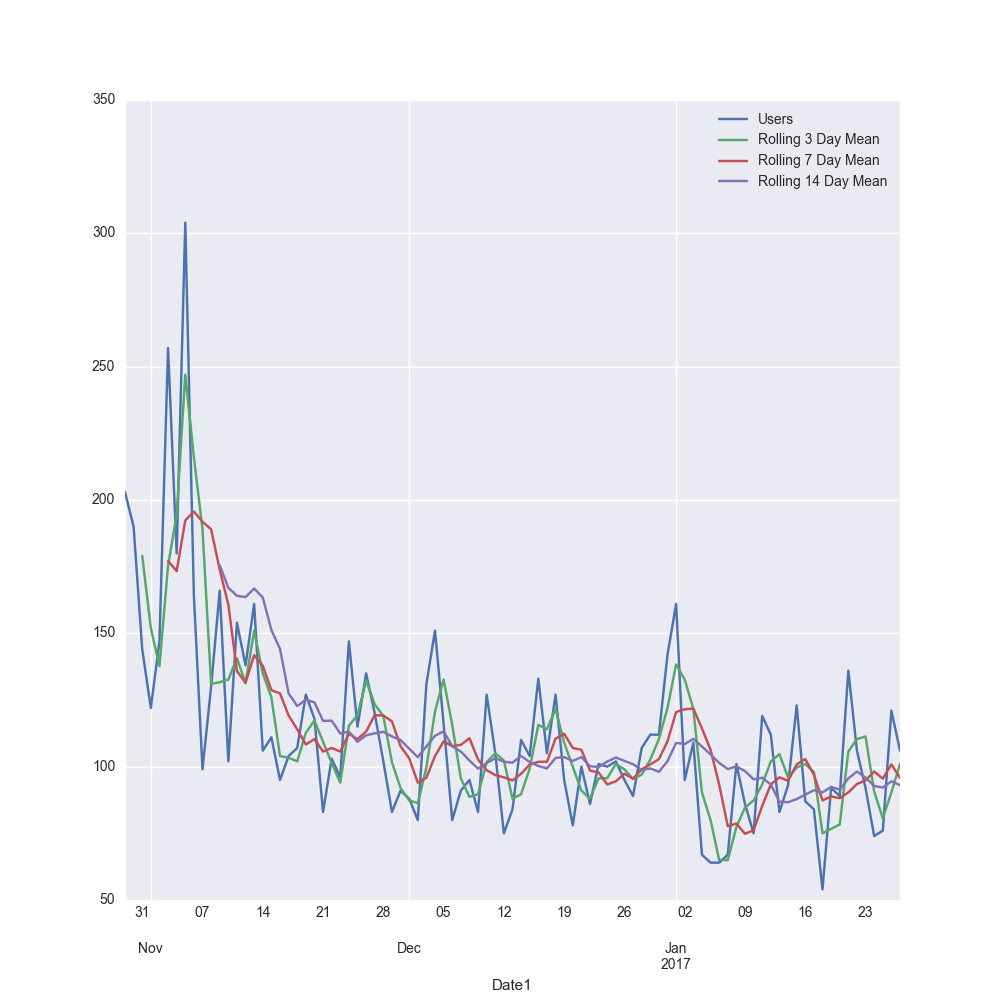 350
300
250
200
150
100
50
Users
Rolling 3 Day Mean
Rolling 7 Day Mean
Rolling 14 Day Mean
31 07 14 21 28 05 12 19 26 02 09 16 23
Nov Dec Jan
2017
Date1